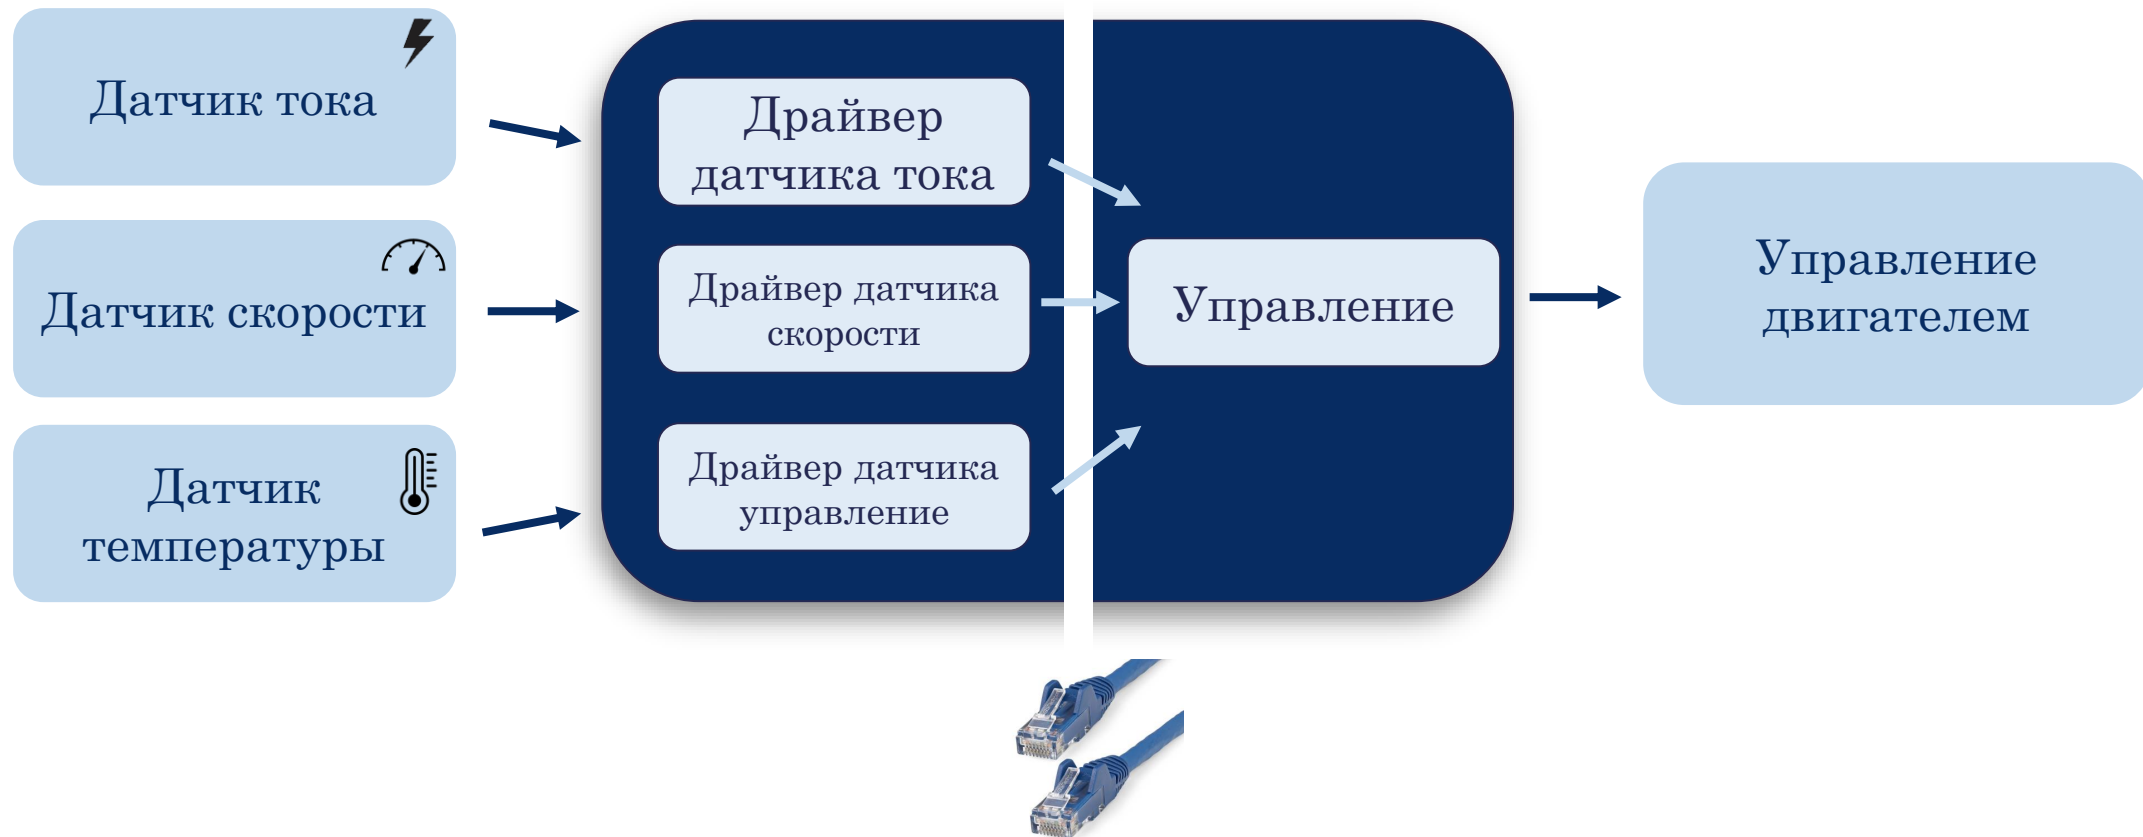 Датчик тока
Датчик скорости
Датчик
температуры
Драйвер
датчика тока
Драйвер датчика
скорости
Драйвер датчика
управление
Управление
Управление
двигателем